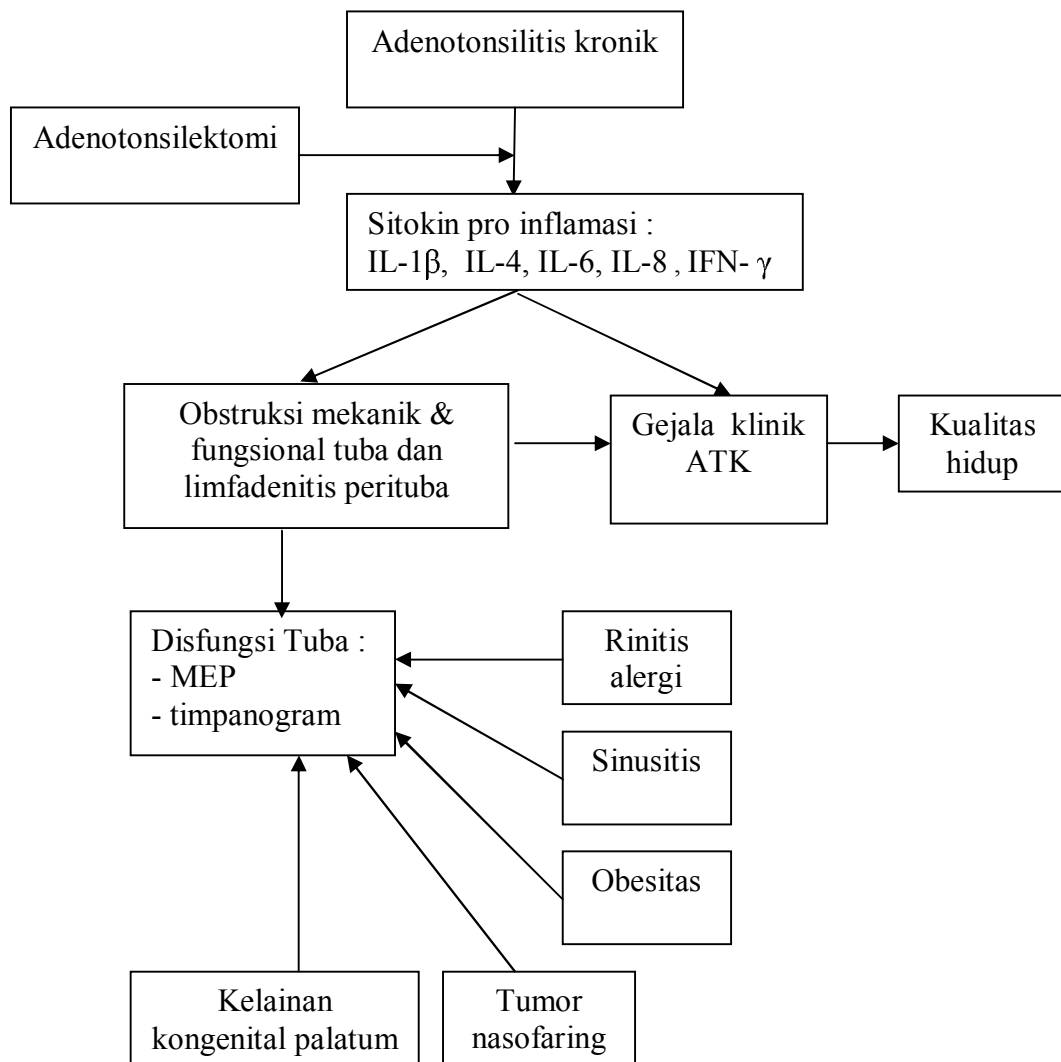 Adenotonsilitis kronik
Adenotonsilektomi
Sitokin pro inflamasi :
IL-1β, IL-4, IL-6, IL-8 , IFN- γ
Obstruksi mekanik &
fungsional tuba dan
limfadenitis perituba
Gejala klinik
ATK
Kualitas
hidup
Disfungsi Tuba :
- MEP
- timpanogram
Rinitis
alergi
Sinusitis
Obesitas
Kelainan
kongenital palatum
Tumor
nasofaring